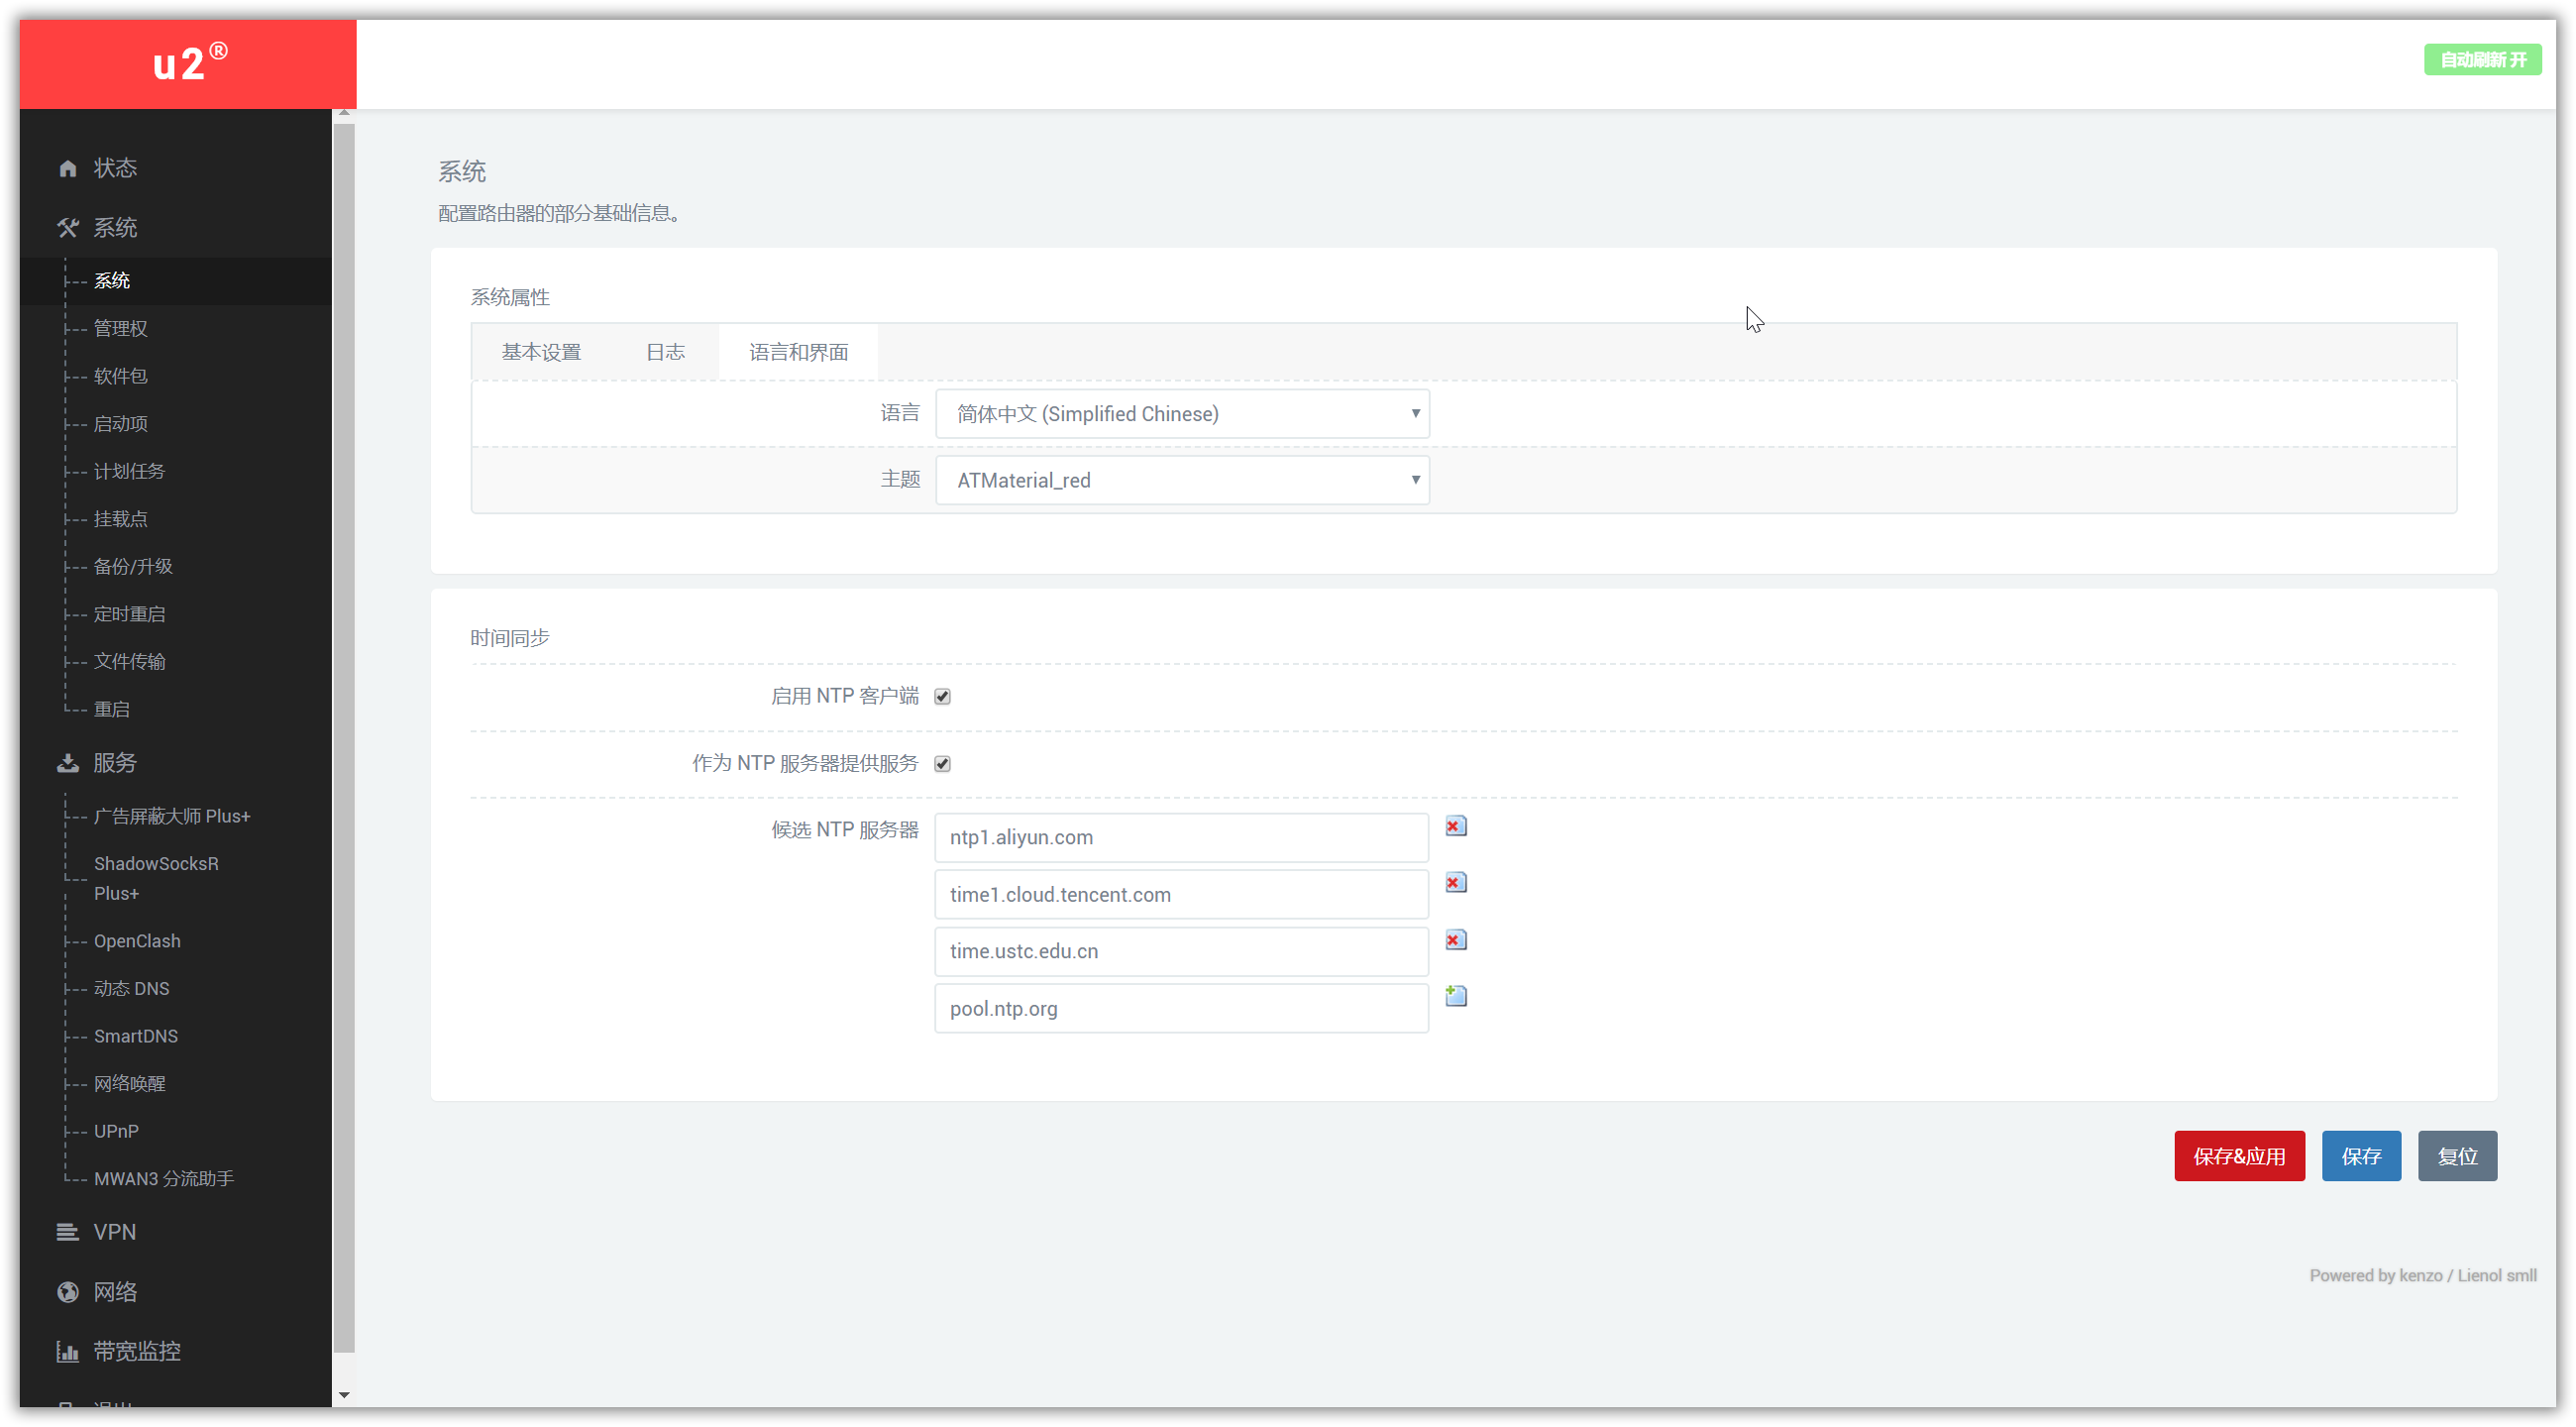 u2®
自动刷新 开
状态
系统
系统
管理权
软件包
启动项
计划任务
挂载点
备份/升级
定时重启
文件传输
重启
服务
广告屏蔽大师 Plus+
ShadowSocksR
Plus+
OpenClash
动态 DNS
SmartDNS
网络唤醒
UPnP
MWAN3 分流助手
VPN
网络
带宽监控
系统
配置路由器的部分基础信息。
系统属性
基本设置 日志 语言和界面
语言 简体中文 (Simplified Chinese)
主题 ATMaterial_red
时间同步
启用 NTP 客户端
作为 NTP 服务器提供服务
候选 NTP 服务器 ntp1.aliyun.com
time1.cloud.tencent.com
time.ustc.edu.cn
pool.ntp.org
保存&应用 保存 复位
Powered by kenzo / Lienol smll